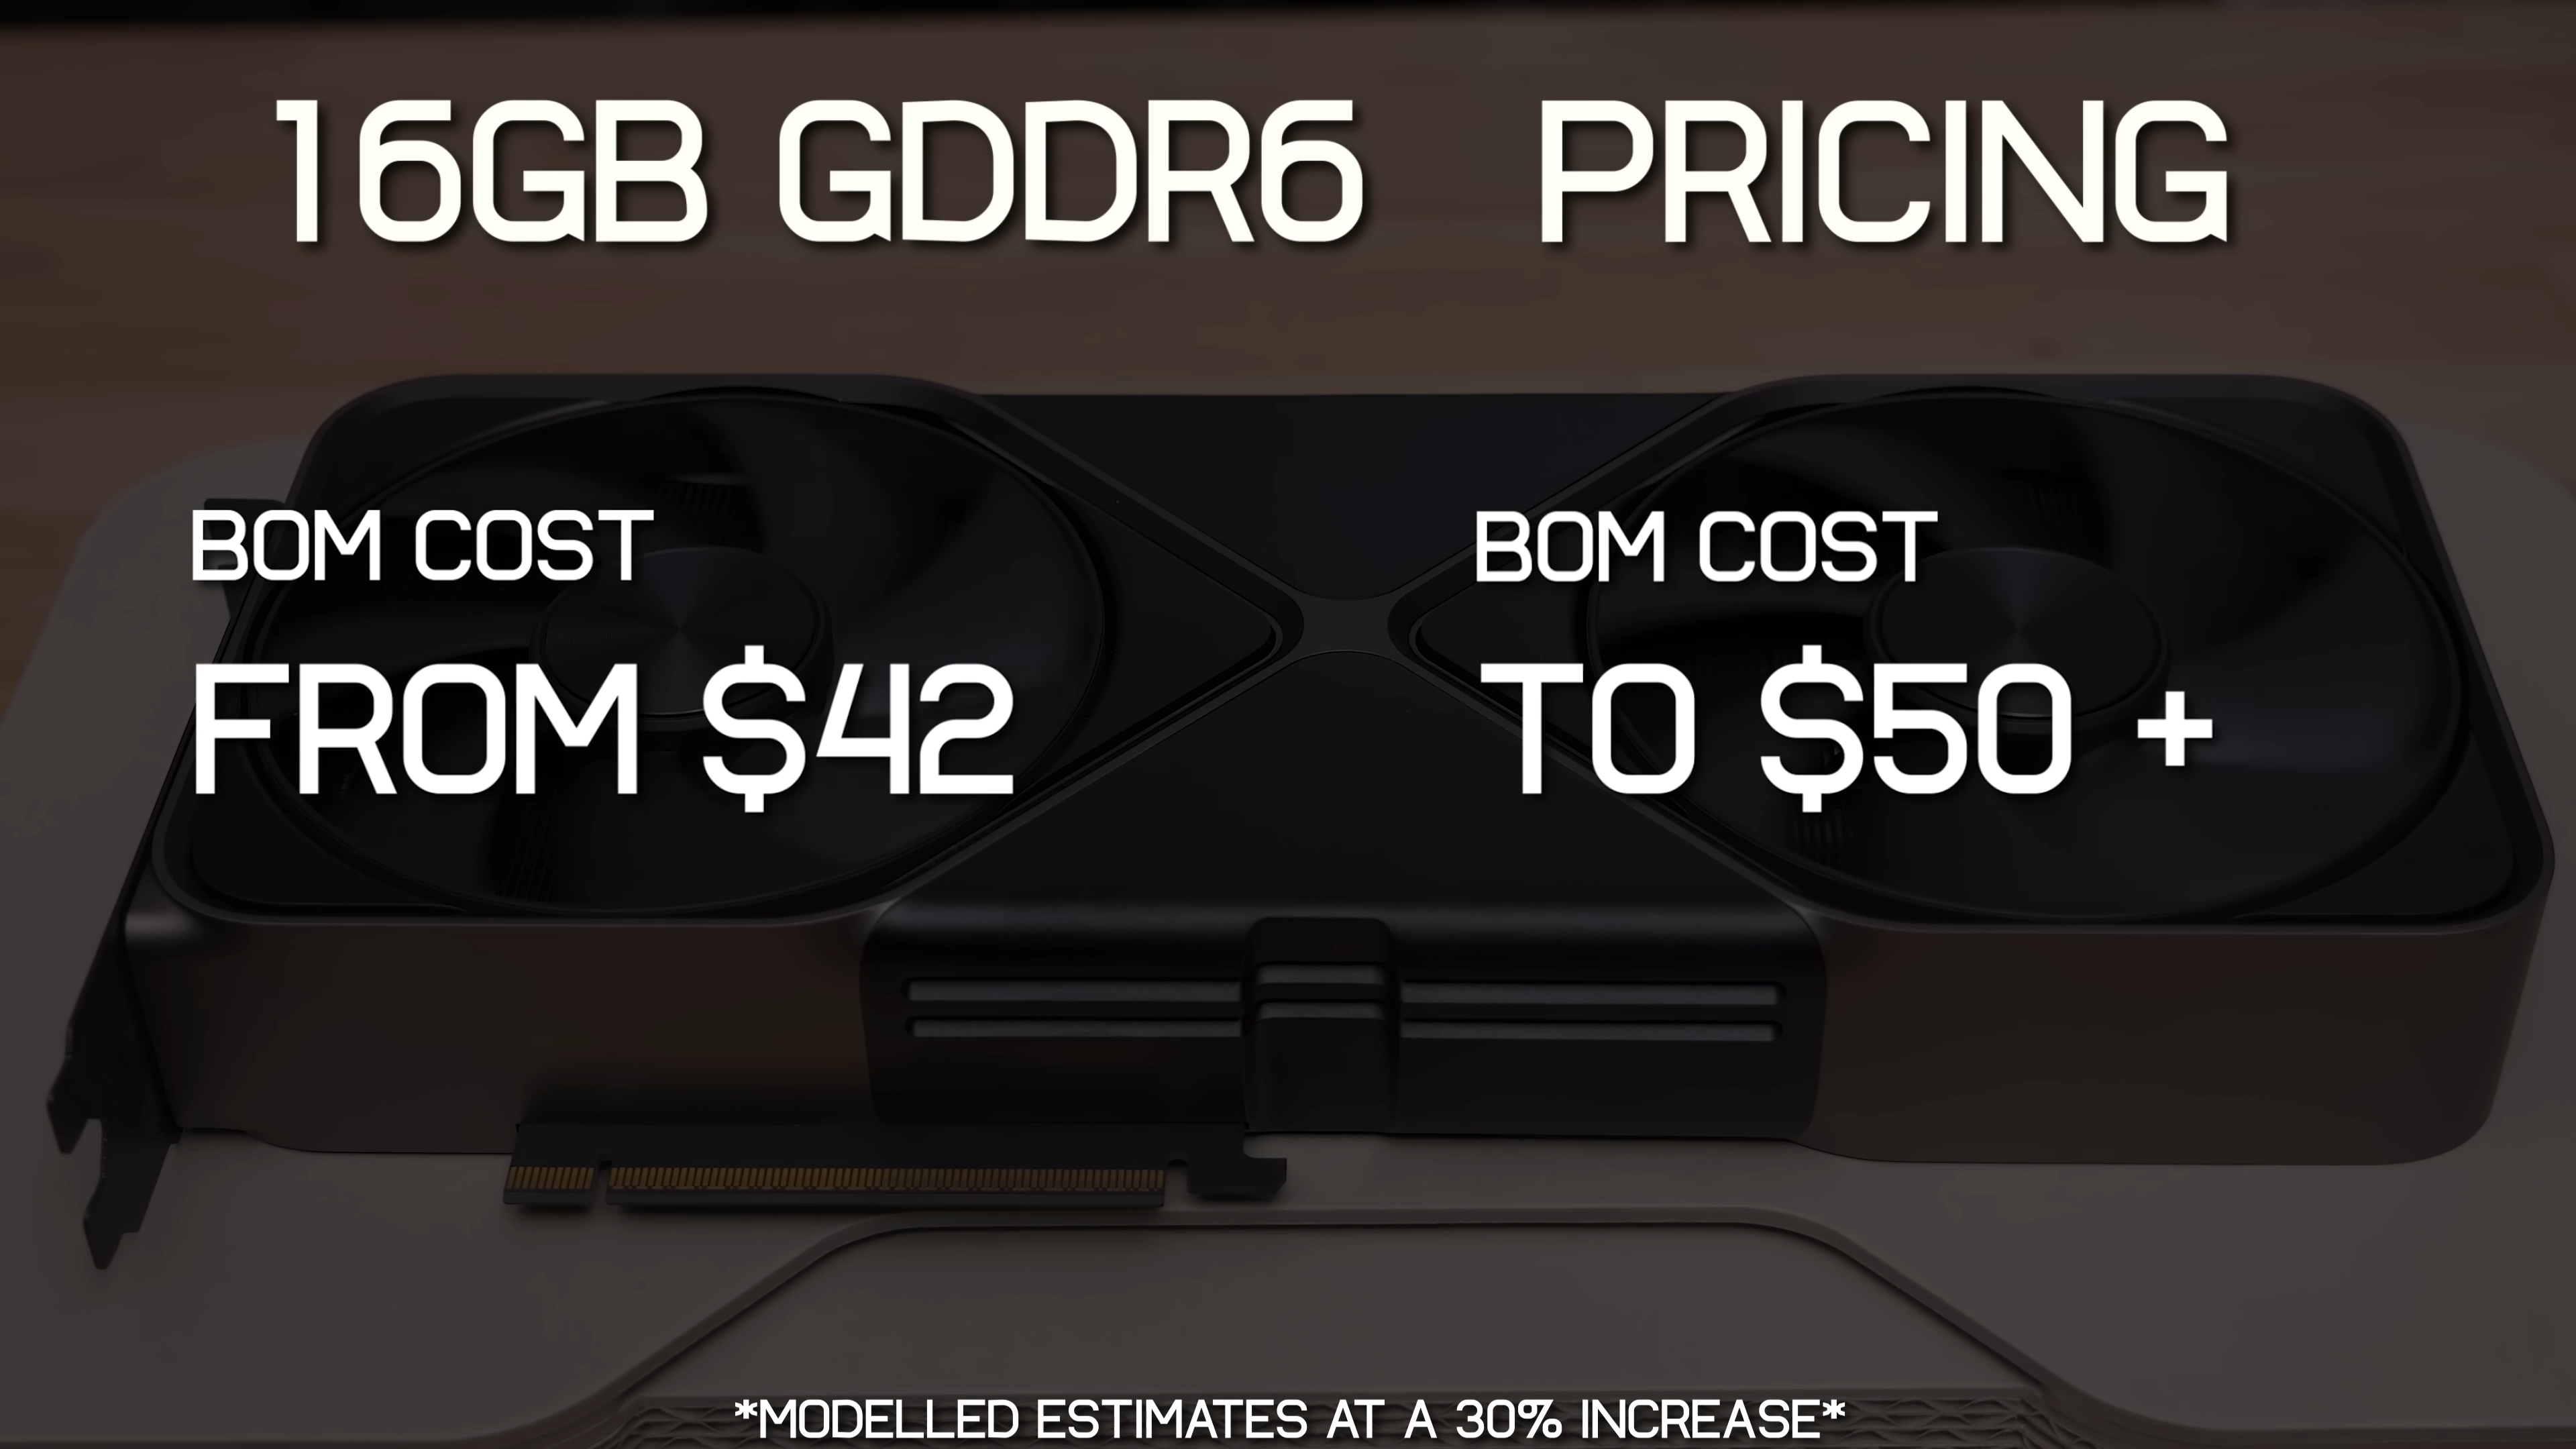 16GB GDDR6 PRICING
BOM COST
FROM $42
BOM COST
TO $50 +
*MODELLED ESTIMATES AT A 30% INCREASE*